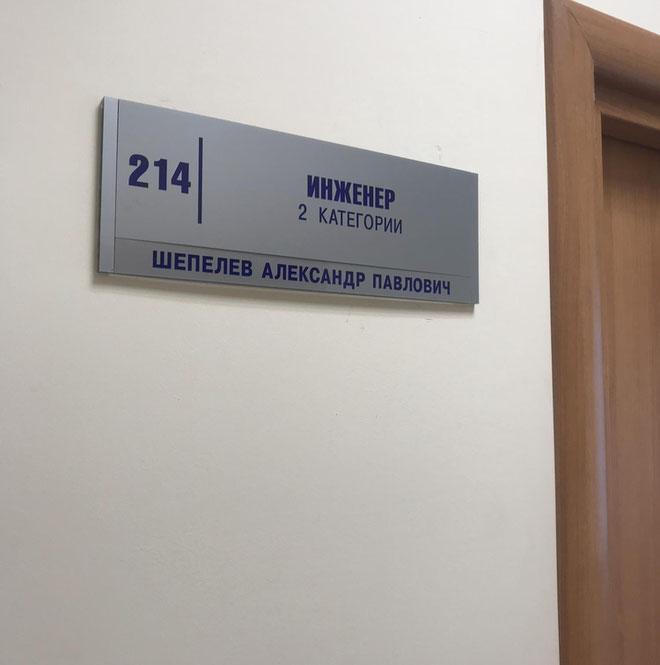 214
ИНЖЕНЕР
2 КАТЕГОРИИ
ШЕПЕЛЕВ АЛЕКСАНДР ПАВЛОВИЧ